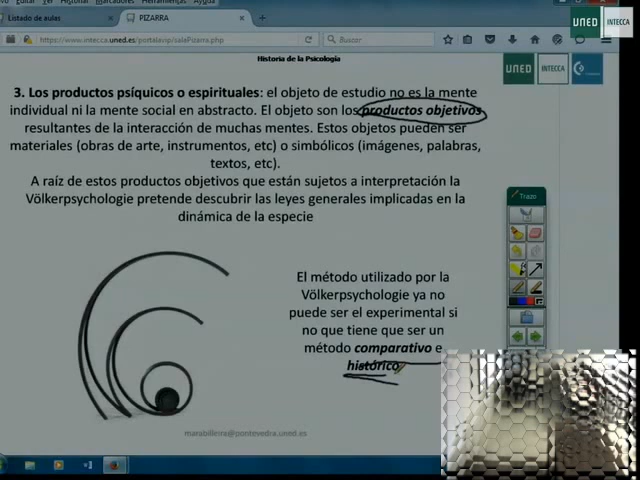 Ver Historial Marcadores Herramientas Ayuda
Listado de aulas
PIZARRA
https://www.intecca.uned.es/portalavip/salaPizarra.php
Buscar
UNED
INTECCA
Historia de la Psicología
UNED
INTECCA
3. Los productos psíquicos o espirituales: el objeto de estudio no es la mente
individual ni la mente social en abstracto. El objeto son los productos objetivos
resultantes de la interacción de muchas mentes. Estos objetos pueden ser
materiales (obras de arte, instrumentos, etc) o simbólicos (imágenes, palabras,
textos, etc).
A raíz de estos productos objetivos que están sujetos a interpretación la
Völkerpsychologie pretende descubrir las leyes generales implicadas en la
dinámica de la especie
Trazo
El método utilizado por la
Völkerpsychologie ya no
puede ser el experimental si
no que tiene que ser un
método comparativo e
histórico